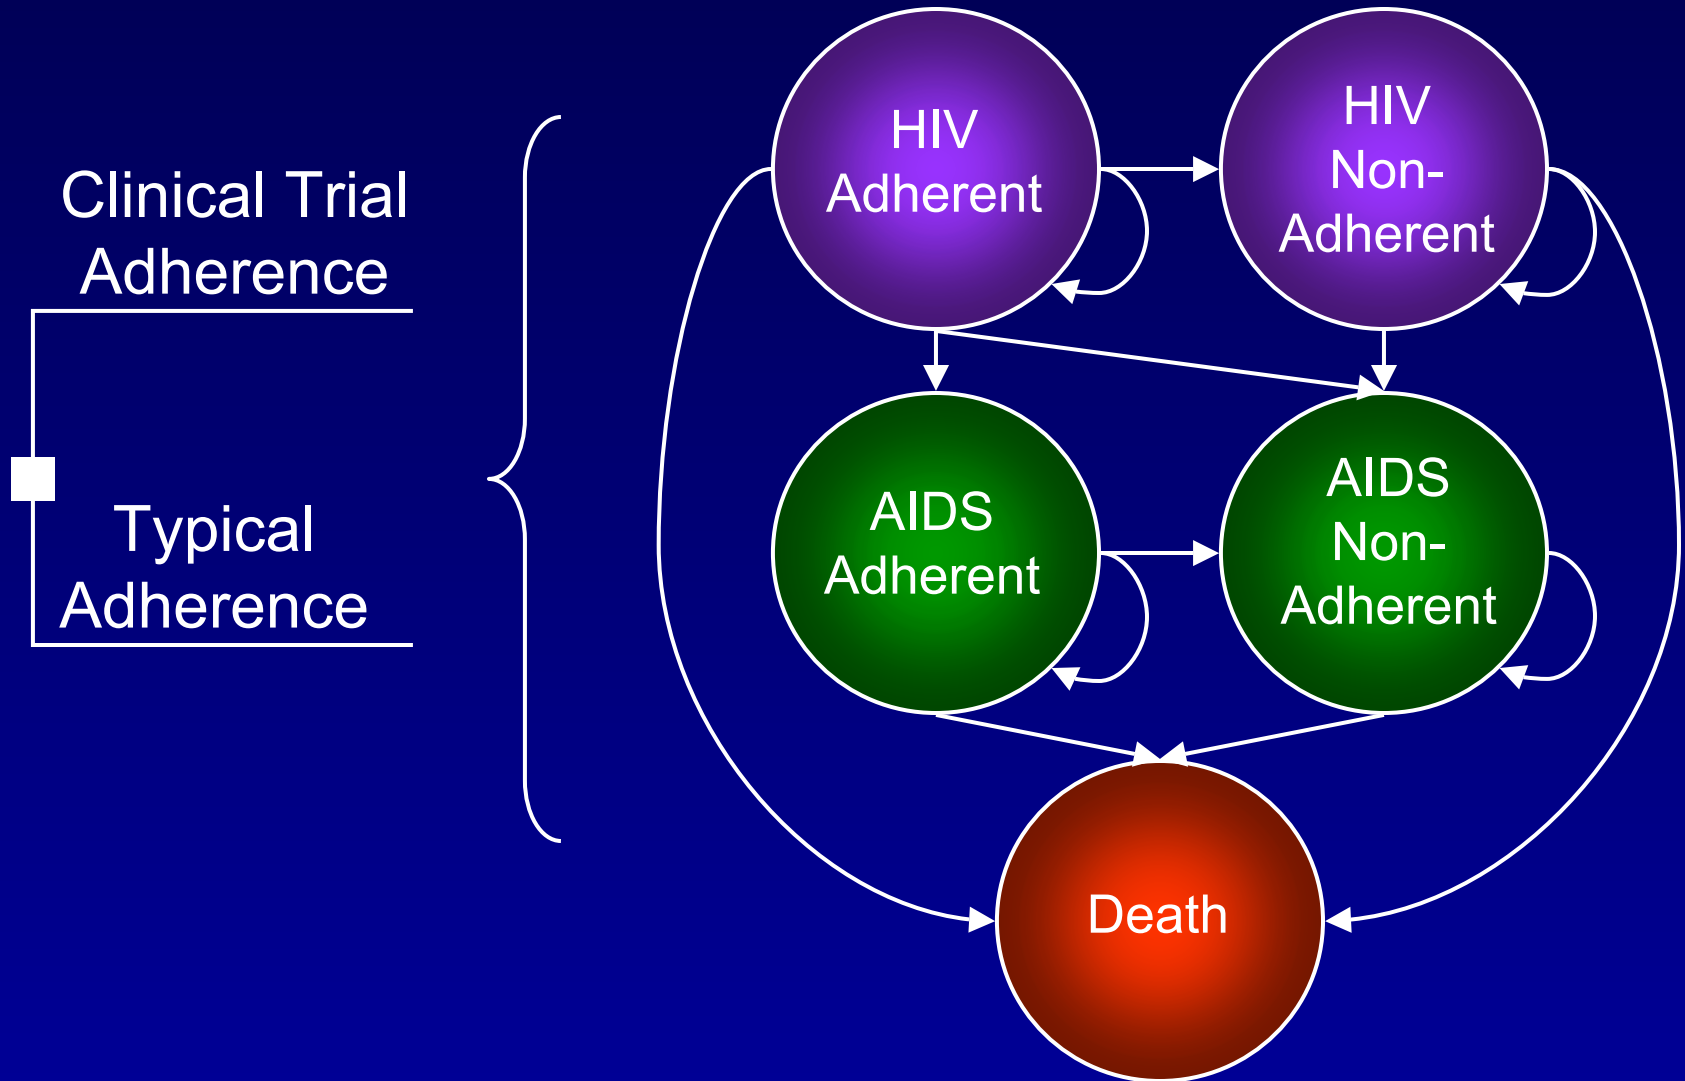 Clinical Trial
Adherence
Typical
Adherence
HIV
Adherent
HIV
Non-
Adherent
AIDS
Adherent
AIDS
Non-
Adherent
Death